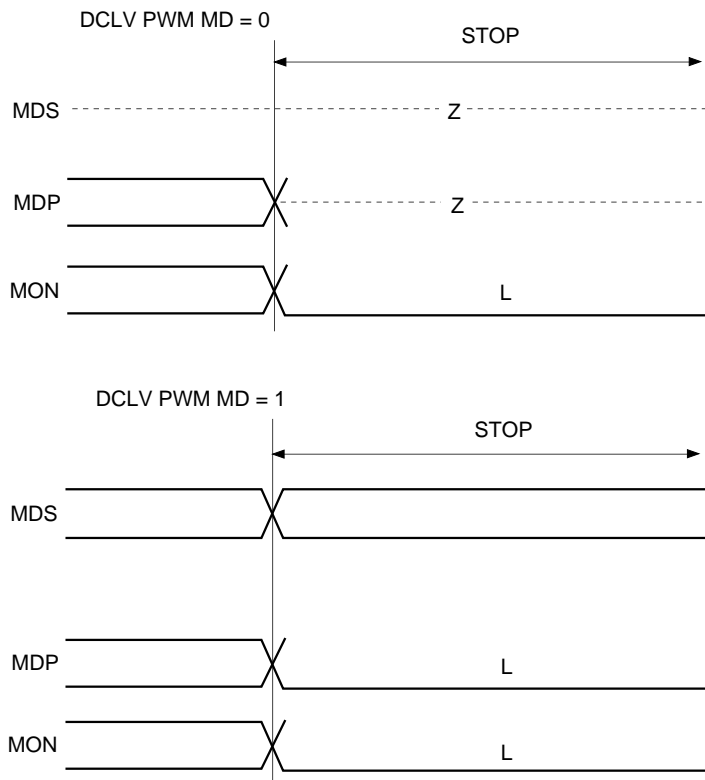 DCLV PWM MD = 0
STOP
MDS
Z
MDP
Z
MON
L
DCLV PWM MD = 1
STOP
MDS
MDP
L
MON
L